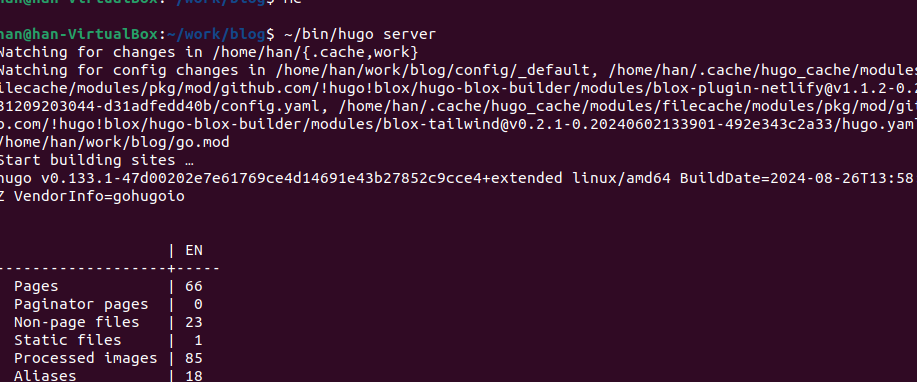 han@han-VirtualBox:~/work/blog$ ~/bin/hugo server
Watching for changes in /home/han/{.cache,work}
Watching for config changes in /home/han/work/blog/config/_default, /home/han/.cache/hugo_cache/modules
filecache/modules/pkg/mod/github.com/!hugo!blox/hugo-blox-builder/modules/blox-plugin-netlify@v1.1.2-0.2
31209203044-d31adfedd40b/config.yaml, /home/han/.cache/hugo_cache/modules/filecache/modules/pkg/mod/git
b.com/!hugo!blox/hugo-blox-builder/modules/blox-tailwind@v0.2.1-0.20240602133901-492e343c2a33/hugo.yaml
/home/han/work/blog/go.mod
Start building sites …
hugo v0.133.1-47d00202e7e61769ce4d14691e43b27852c9cce4+extended linux/amd64 BuildDate=2024-08-26T13:58
Z VendorInfo=gohugoio
| EN
-------------------+-----
Pages | 66
Paginator pages | 0
Non-page files | 23
Static files | 1
Processed images | 85
Aliases | 18